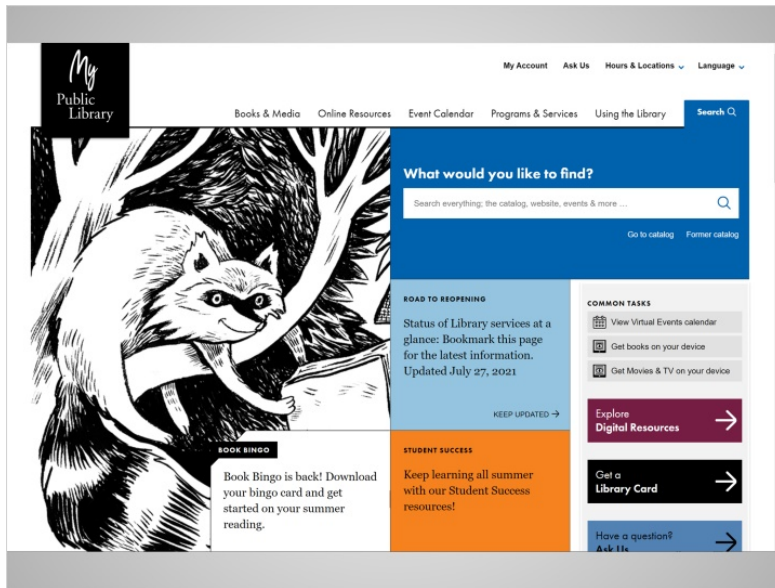 My
Public
Library
My Account Ask Us Hours & Locations Language
Books & Media Online Resources Event Calendar Programs & Services Using the Library Search
What would you like to find?
Search everything; the catalog, website, events & more ...
Go to catalog Former catalog
ROAD TO REOPENING
Status of Library services at a
glance: Bookmark this page
for the latest information.
Updated July 27, 2021
KEEP UPDATED
COMMON TASKS
View Virtual Events calendar
Get books on your device
Get Movies & TV on your device
Explore
Digital Resources
Get a
Library Card
Have a question?
Ask Us
BOOK BINGO
Book Bingo is back! Download
your bingo card and get
started on your summer
reading.
STUDENT SUCCESS
Keep learning all summer
with our Student Success
resources!